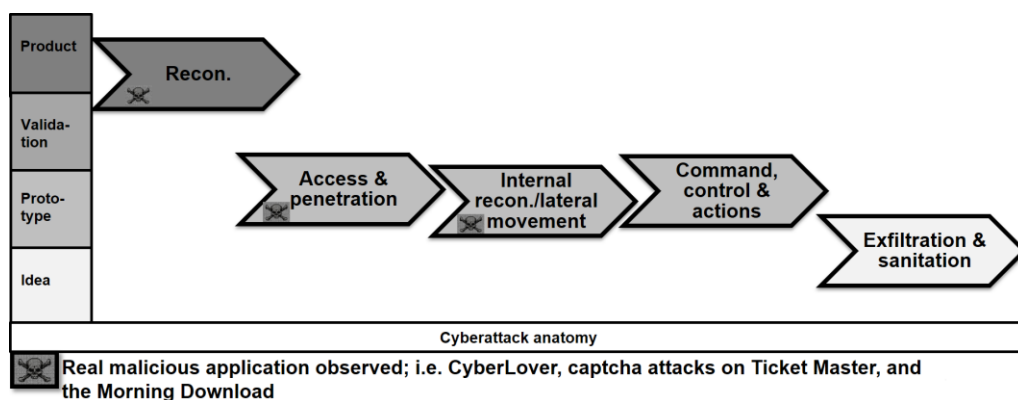 Product
Recon.
Valida-
tion
Access &
penetration
Internal
recon./lateral
movement
Command,
control &
actions
Proto-
type
Exfiltration &
sanitation
Idea
Cyberattack anatomy
Real malicious application observed; i.e. CyberLover, captcha attacks on Ticket Master, and
the Morning Download